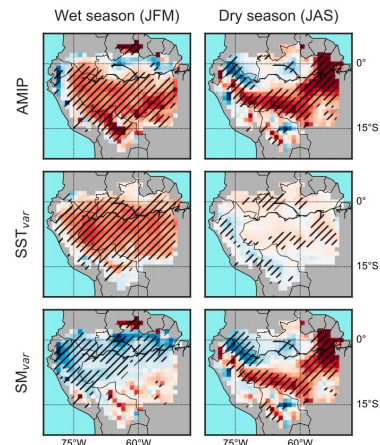 Wet season (JFM) Dry season (JAS)
AMIP
0°
15°S
SSTvar
0°
15°S
SMvar
0°
15°S
75°W 60°W 75°W 60°W